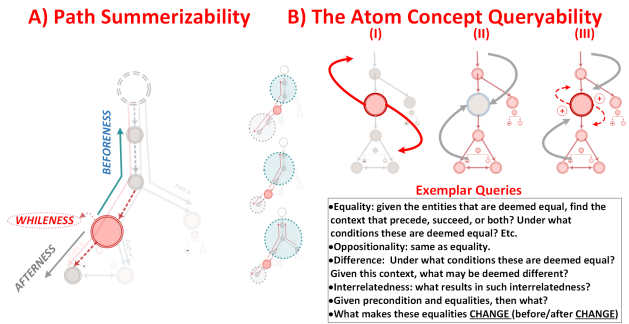 A) Path Summerizability
B) The Atom Concept Queryability
(I)
(II)
(III)
BEFORENESS
WHILENESS
AFTERNESS
Path k
Exemplar Queries
•Equality: given the entities that are deemed equal, find the
context that precede, succeed, or both? Under what
conditions these are deemed equal? Etc.
•Oppositionality: same as equality.
•Difference: Under what conditions these are deemed equal?
Given this context, what may be deemed different?
•Interrelatedness: what results in such interrelatedness?
•Given precondition and equalities, then what?
•What makes these equalities CHANGE (before/after CHANGE)